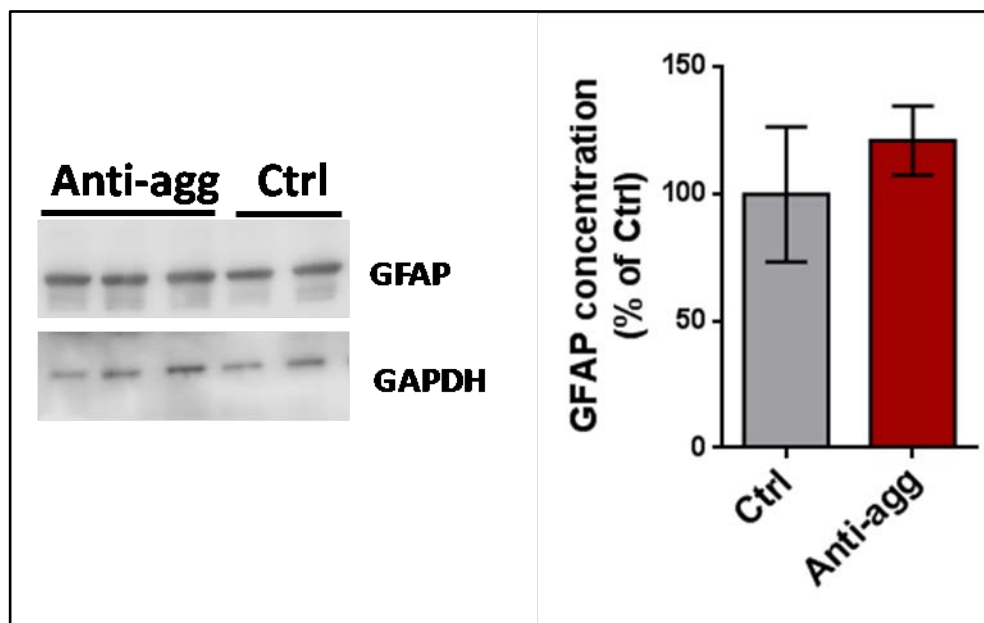 Anti-agg Ctrl
GFAP
GAPDH
GFAP concentration
(% of Ctrl)
150
100
50
0
Ctrl
Anti-agg